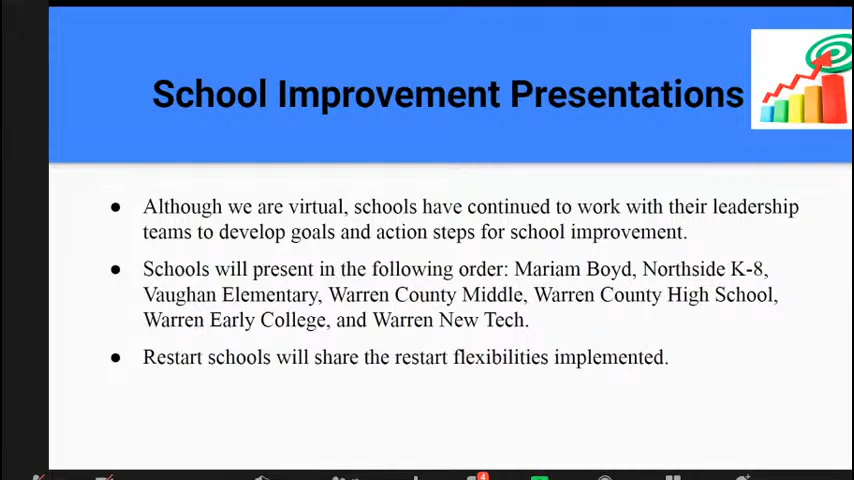 School Improvement Presentations
● Although we are virtual, schools have continued to work with their leadership
teams to develop goals and action steps for school improvement.
● Schools will present in the following order: Mariam Boyd, Northside K-8,
Vaughan Elementary, Warren County Middle, Warren County High School,
Warren Early College, and Warren New Tech.
● Restart schools will share the restart flexibilities implemented.
4